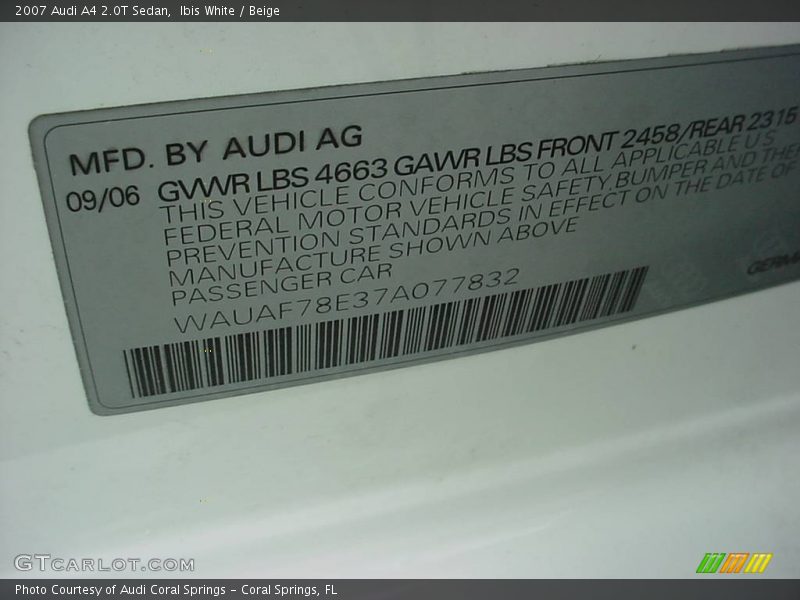 2007 Audi A4 2.0T Sedan, Ibis White / Beige
MFD. BY AUDI AG
09/06 GVWR LBS 4663 GAWR LBS FRONT 2458/REAR 2315
THIS VEHICLE CONFORMS TO ALL APPLICABLE U S
FEDERAL MOTOR VEHICLE SAFETY, BUMPER AND
PREVENTION STANDARDS IN EFFECT ON THE DATE OF
MANUFACTURE SHOWN ABOVE
PASSENGER CAR
WAUAF78E37A077832
GTCARLOT.COM
Photo Courtesy of Audi Coral Springs - Coral Springs, FL